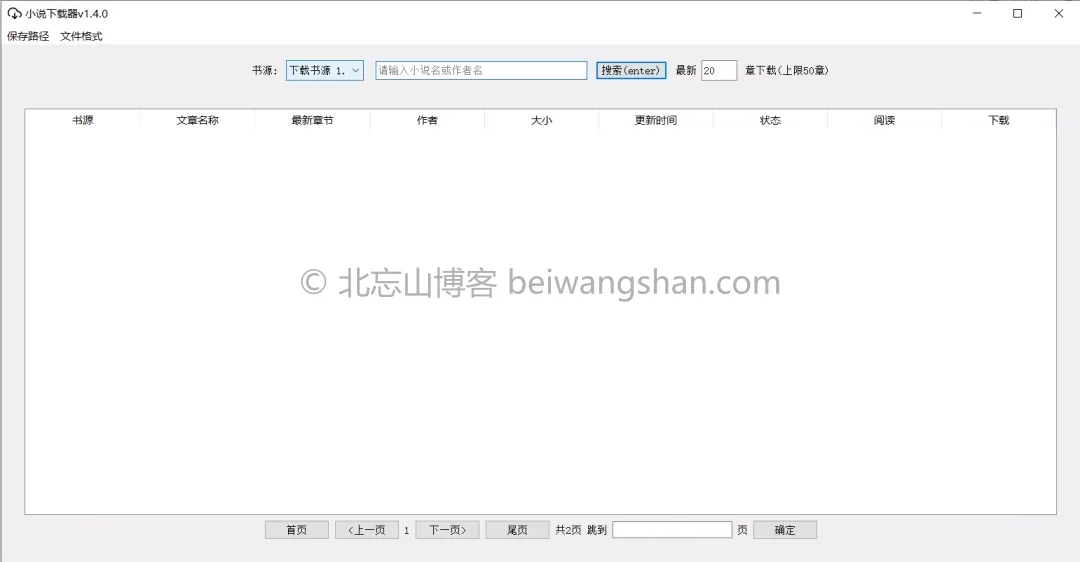 小说下载器v1.4.0
保存路径 文件格式
书源: 下载书源 1. 请输入小说名或作者名 搜索(enter) 最新 20 章下载(上限50章)
书源 文章名称 最新章节 作者 大小 更新时间 状态 阅读 下载
© 北忘山博客 beiwangshan.com
首页 <上一页 1 下一页> 尾页 共2页 跳到 页 确定